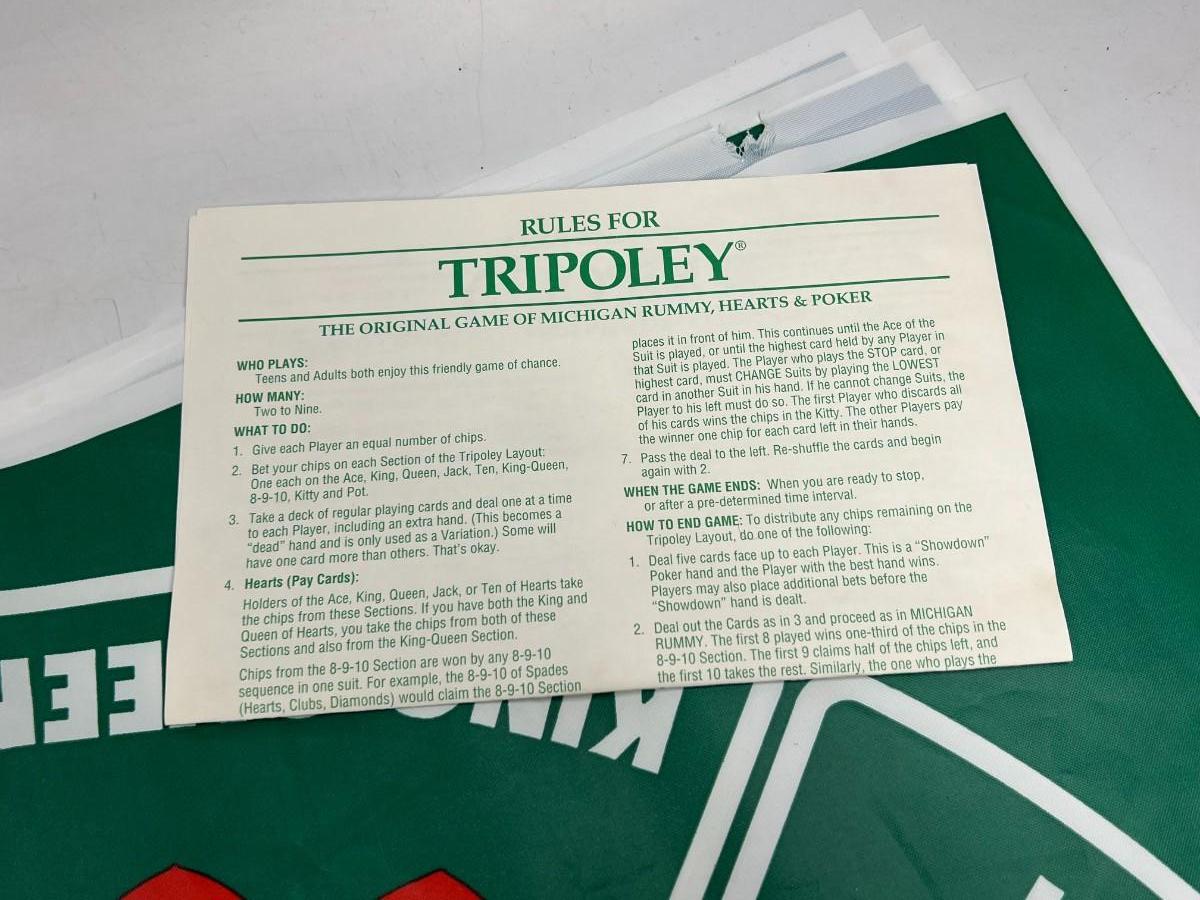 RULES FOR
TRIPOLEY®
THE ORIGINAL GAME OF MICHIGAN RUMMY, HEARTS & POKER
WHO PLAYS:
Teens and Adults both enjoy this friendly game of chance.
HOW MANY:
Two to Nine.
WHAT TO DO:
1. Give each Player an equal number of chips.
2. Bet your chips on each Section of the Tripoley Layout:
One each on the Ace, King, Queen, Jack, Ten, King-Queen,
8-9-10, Kitty and Pot.
3. Take a deck of regular playing cards and deal one at a time
to each Player, including an extra hand. (This becomes a
“dead” hand and is only used as a Variation.) Some will
have one card more than others. That's okay.
4. Hearts (Pay Cards):
Holders of the Ace, King, Queen, Jack, or Ten of Hearts take
the chips from these Sections. If you have both the King and
Queen of Hearts, you take the chips from both of these
Sections and also from the King-Queen Section.
Chips from the 8-9-10 Section are won by any 8-9-10
sequence in one suit. For example, the 8-9-10 of Spades
(Hearts, Clubs, Diamonds) would claim the 8-9-10 Section
places it in front of him. This continues until the Ace of the
Suit is played, or until the highest card held by any Player in
that Suit is played. The Player who plays the STOP card, or
highest card, must CHANGE Suits by playing the LOWEST
card in another Suit in his hand. If he cannot change Suits, the
Player to his left must do so. The first Player who discards all
of his cards wins the chips in the Kitty. The other Players pay
the winner one chip for each card left in their hands.
7. Pass the deal to the left. Re-shuffle the cards and begin
again with 2.
WHEN THE GAME ENDS: When you are ready to stop,
or after a pre-determined time interval.
HOW TO END GAME: To distribute any chips remaining on the
Tripoley Layout, do one of the following:
1. Deal five cards face up to each Player. This is a “Showdown”
Poker hand and the Player with the best hand wins.
Players may also place additional bets before the
“Showdown” hand is dealt.
2. Deal out the Cards as in 3 and proceed as in MICHIGAN
RUMMY. The first 8 played wins one-third of the chips in the
8-9-10 Section. The first 9 claims half of the chips left, and
the first 10 takes the rest. Similarly, the one who plays the
KING